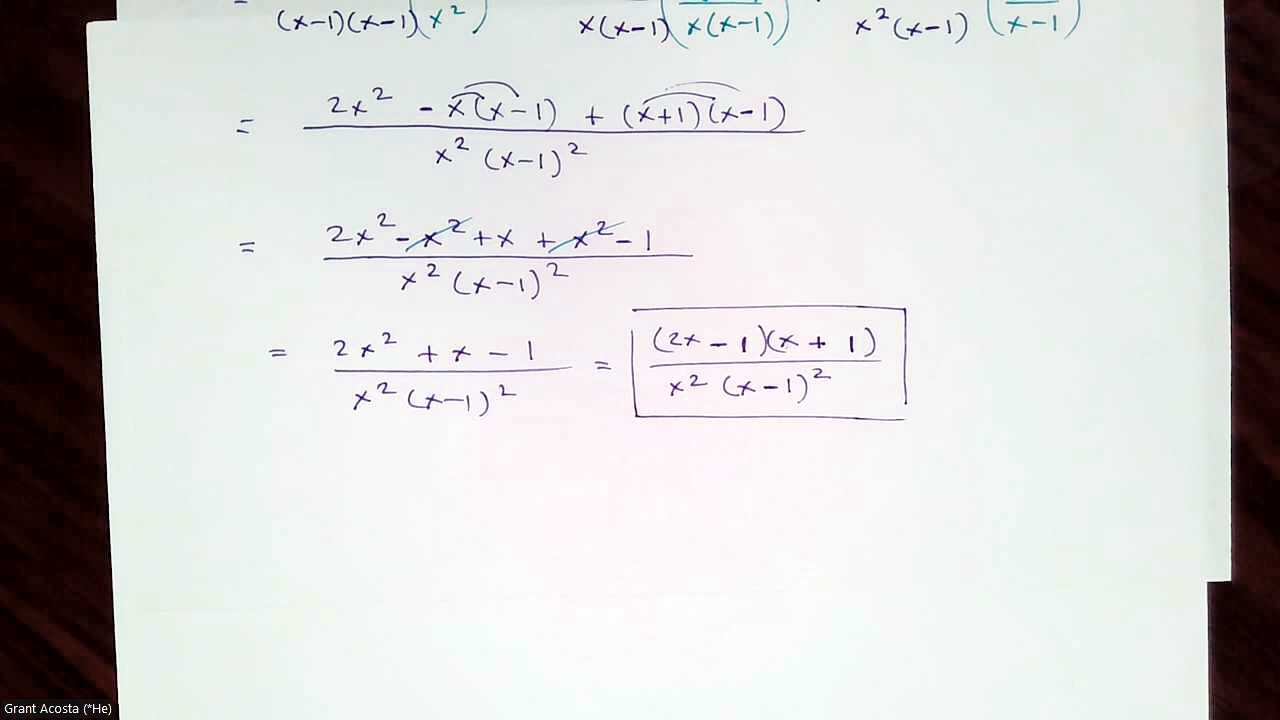 (x-1)(x-1)(x²) x(x-1)(x(x-1)) x²(x-1) (x-1)
= 2x² - x(x-1) + (x+1)(x-1)
x² (x-1)²
= 2x² - x² + x + x² - 1
x² (x-1)²
= 2x² + x - 1 = (2x - 1)(x + 1)
x² (x-1)² x² (x-1)²
Grant Acosta (*He)